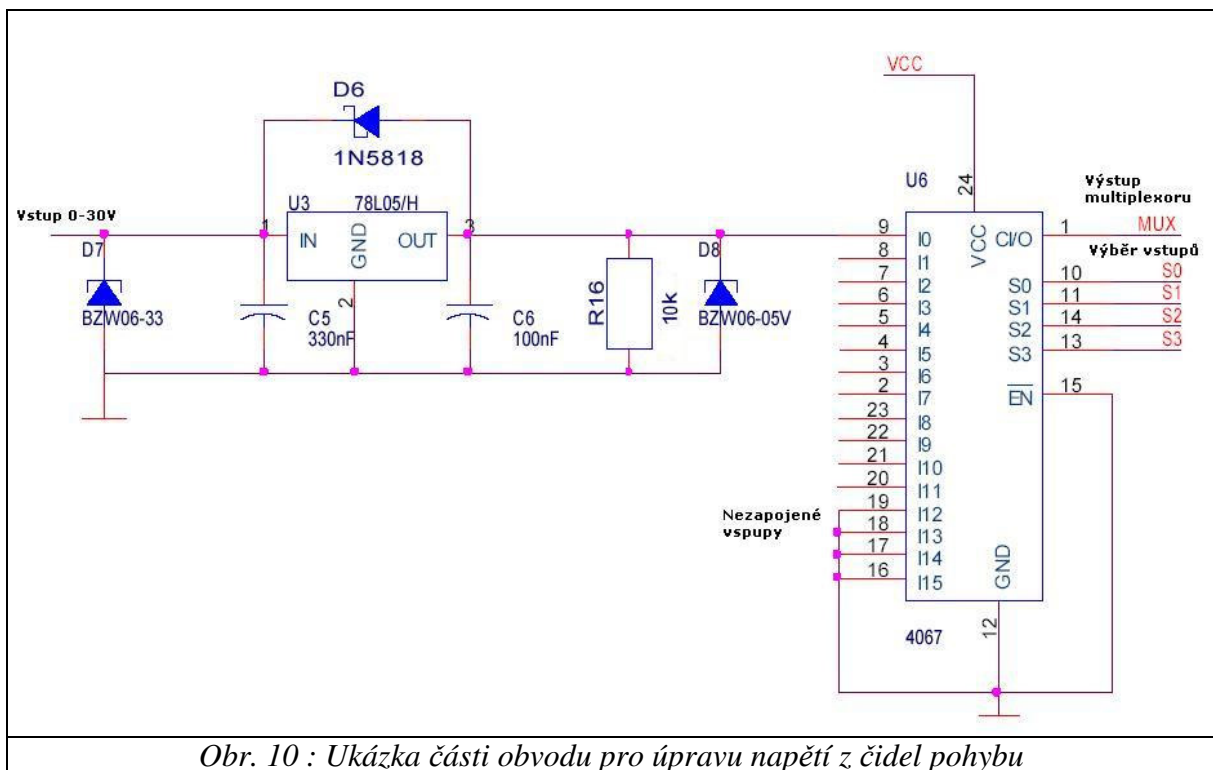 VCC
D6
1N5818
U3 78L05/H
U6
24
Výstup
multiplexoru
Vstup 0-30V
1
IN
GND
OUT
3
2
D7
BZW06-33
C5
330nF
C6
100nF
R16
10k
D8
BZW06-05V
9 I0
8 I1
7 I2
6 I3
5 I4
4 I5
3 I6
2 I7
23 I8
22 I9
21 I10
20 I11
19 I12
18 I13
17 I14
16 I15
VCC
CI/O 1 MUX
Výběr vstupů
S0 10 S0
S1 11 S1
S2 14 S2
S3 13 S3
EN 15
Nezapojené
vspupy
GND
12
4067
Obr. 10 : Ukázka části obvodu pro úpravu napětí z čidel pohybu